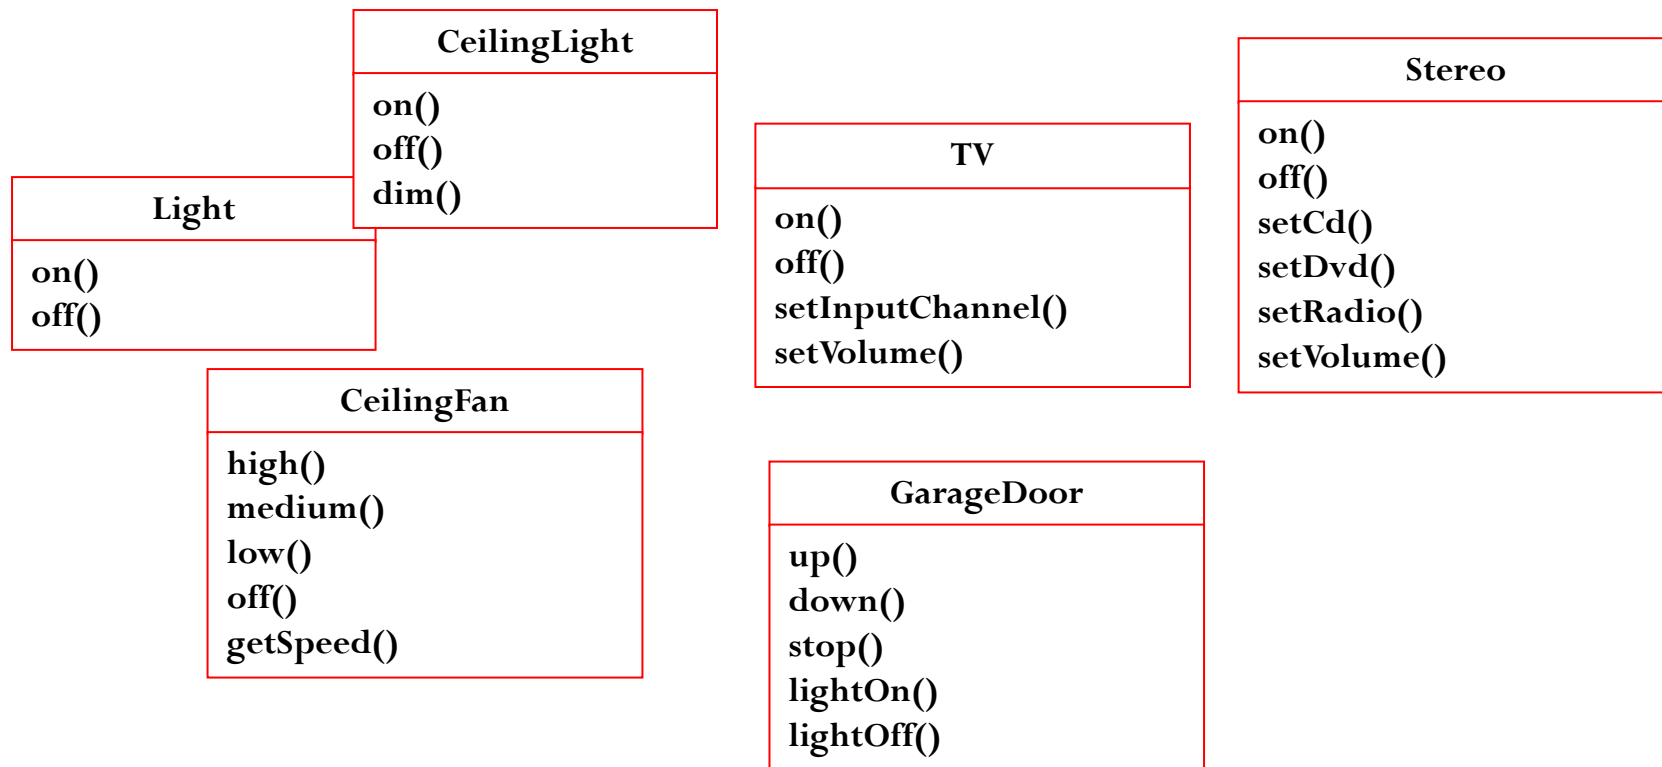 CeilingLight
on()
off()
dim()
Light
on()
off()
TV
on()
off()
setInputChannel()
setVolume()
Stereo
on()
off()
setCd()
setDvd()
setRadio()
setVolume()
CeilingFan
high()
medium()
low()
off()
getSpeed()
GarageDoor
up()
down()
stop()
lightOn()
lightOff()